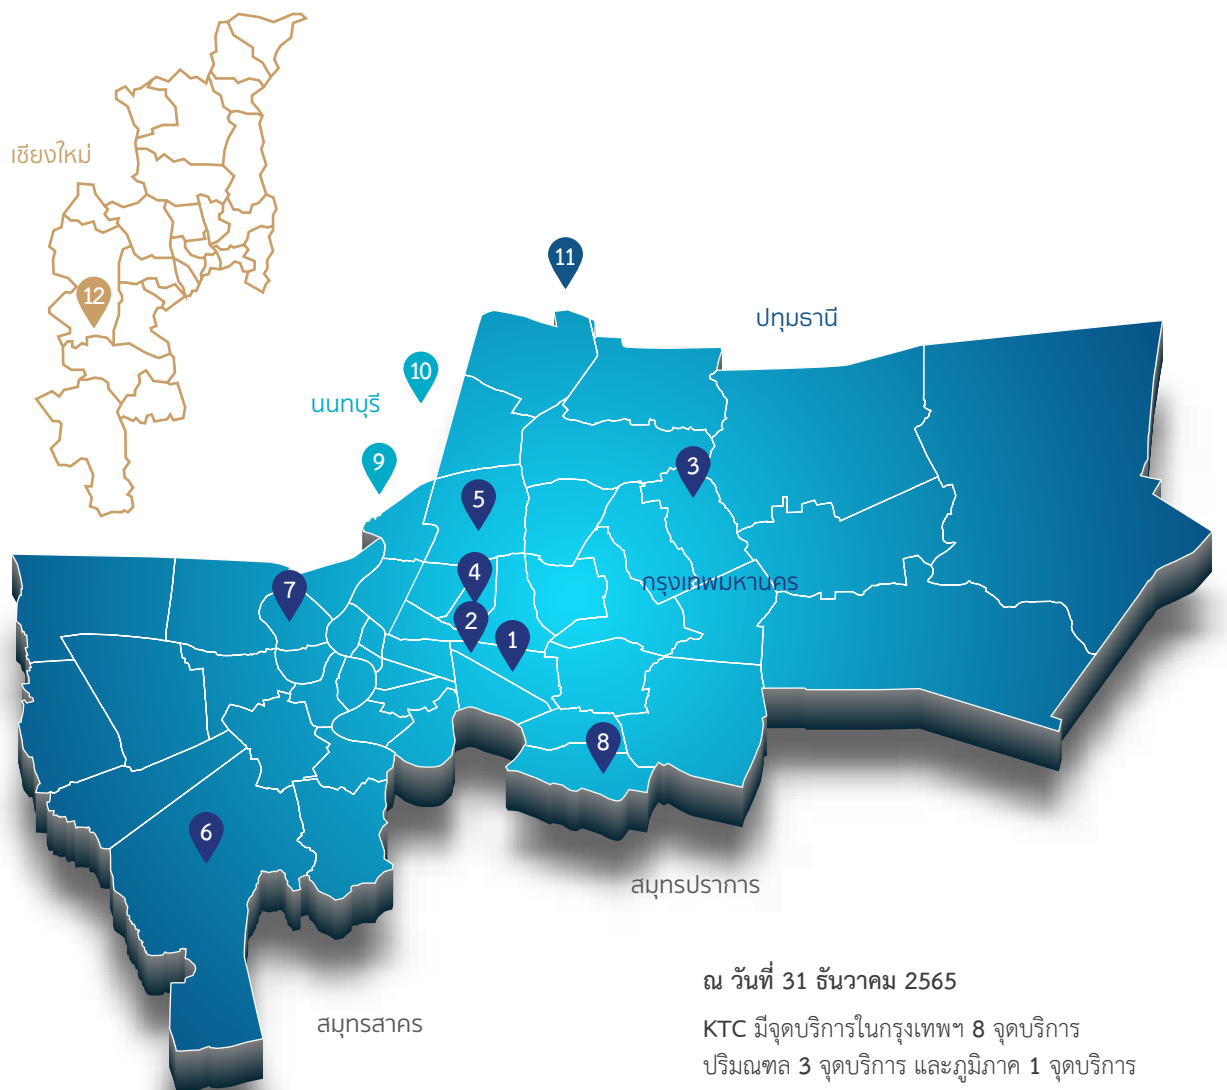 เชียงใหม่
12
11
ปทุมธานี
10
นนทบุรี
9
3
5
4
กรุงเทพมหานคร
7
2
1
8
6
สมุทรปราการ
สมุทรสาคร
ณ วันที่ 31 ธันวาคม 2565
KTC มีจุดบริการในกรุงเทพฯ 8 จุดบริการ
ปริมณฑล 3 จุดบริการ และภูมิภาค 1 จุดบริการ